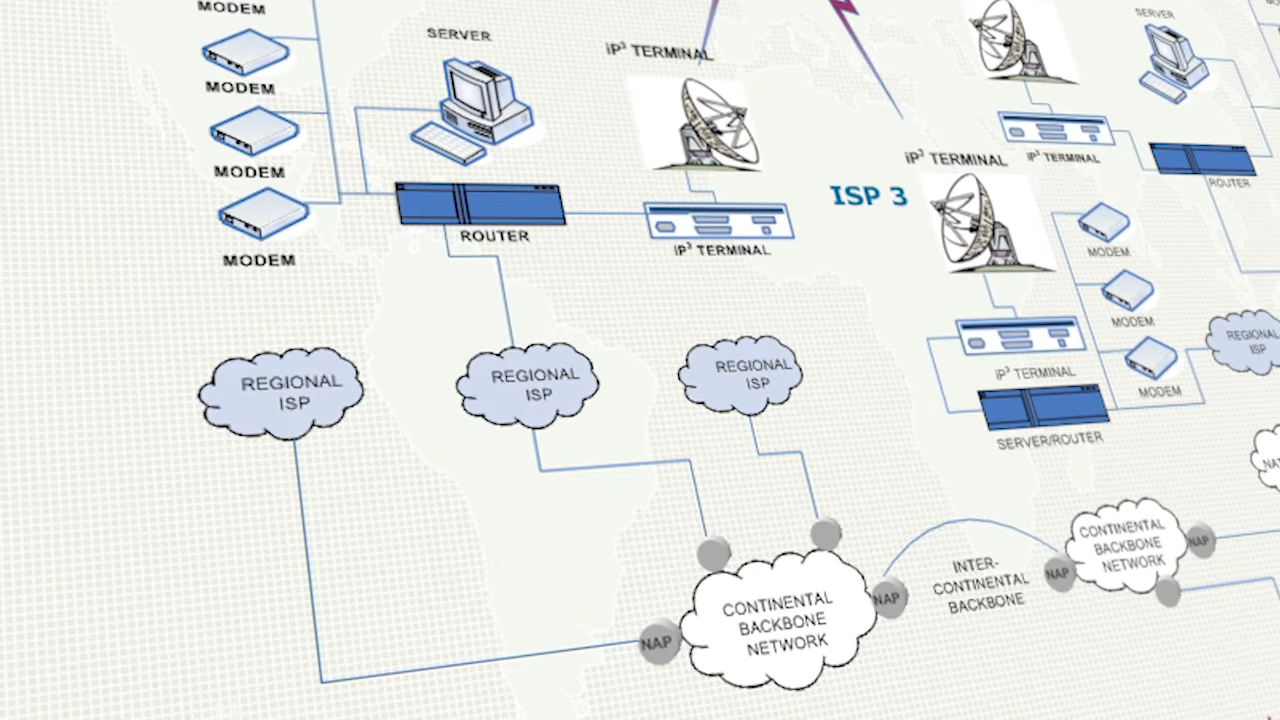 MODEM
MODEM
MODEM
MODEM
SERVER
ROUTER
iP³ TERMINAL
iP³ TERMINAL
ISP 3
iP³ TERMINAL
iP³ TERMINAL
SERVER
ROUTER
MODEM
MODEM
MODEM
iP³ TERMINAL
SERVER/ROUTER
REGIONAL
ISP
REGIONAL
ISP
REGIONAL
ISP
REGIONAL
ISP
NAP
CONTINENTAL
BACKBONE
NETWORK
NAP
INTER-
CONTINENTAL
BACKBONE
NAP
CONTINENTAL
BACKBONE
NETWORK
NAP